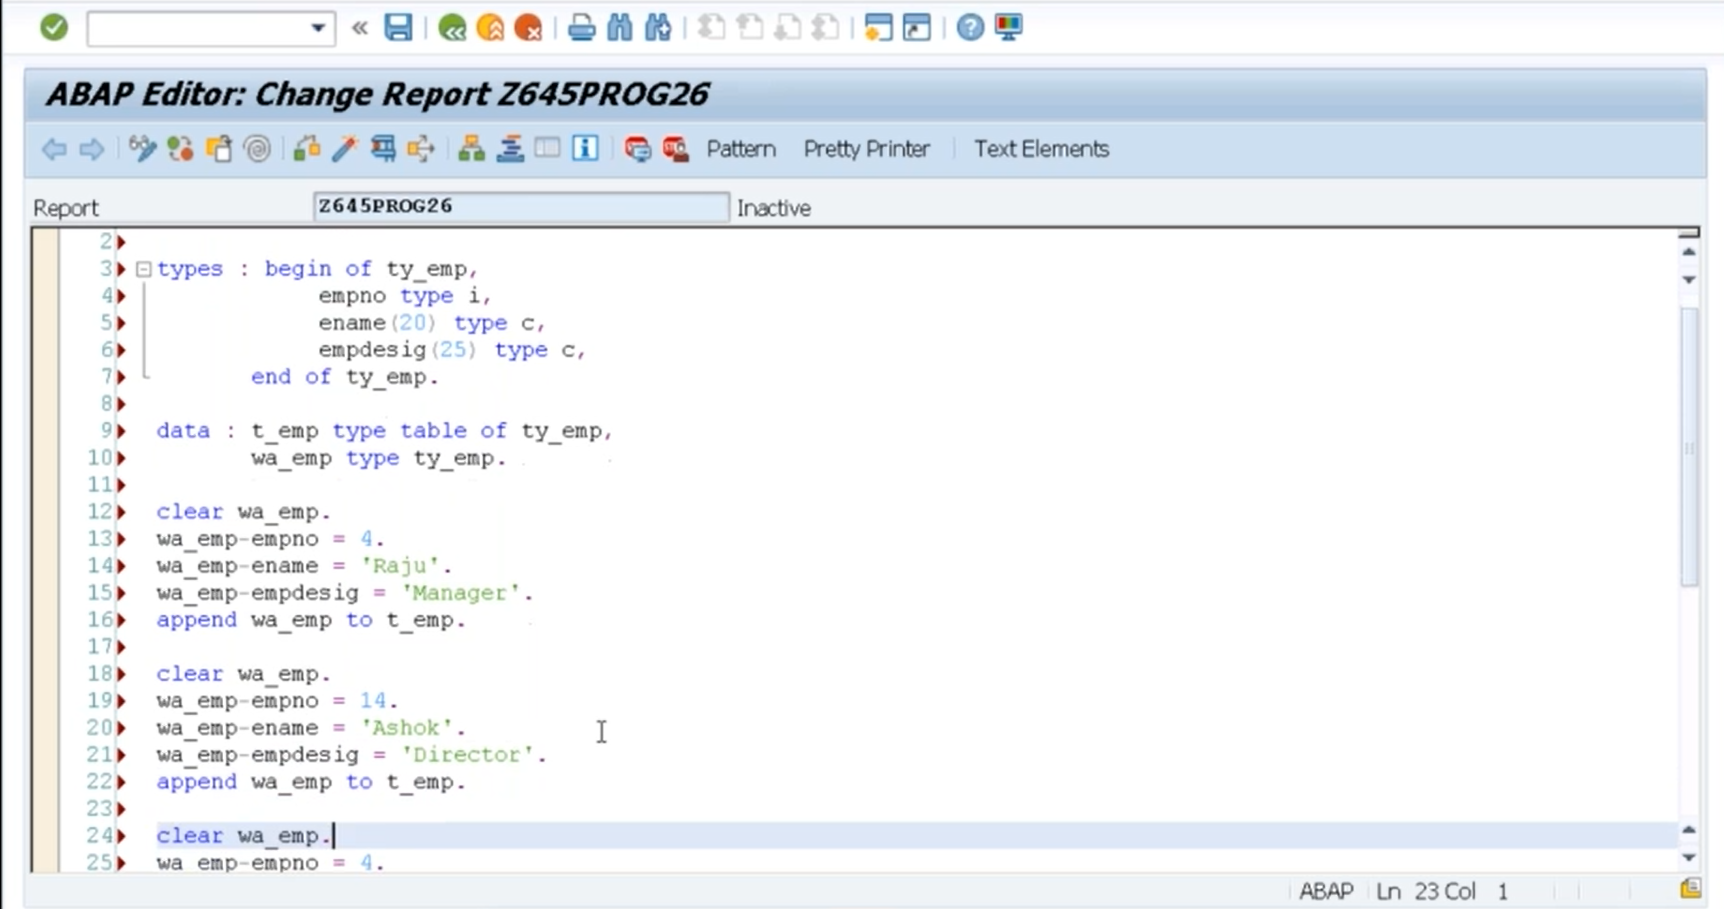 ABAP Editor: Change Report Z645PROG26
Pattern Pretty Printer Text Elements
Report Z645PROG26 Inactive
2
3 types : begin of ty_emp,
4 empno type i,
5 ename(20) type c,
6 empdesig(25) type c,
7 end of ty_emp.
8
9 data : t_emp type table of ty_emp,
10 wa_emp type ty_emp.
11
12 clear wa_emp.
13 wa_emp-empno = 4.
14 wa_emp-ename = 'Raju'.
15 wa_emp-empdesig = 'Manager'.
16 append wa_emp to t_emp.
17
18 clear wa_emp.
19 wa_emp-empno = 14.
20 wa_emp-ename = 'Ashok'.
21 wa_emp-empdesig = 'Director'.
22 append wa_emp to t_emp.
23
24 clear wa_emp.
25 wa_emp-empno = 4.
ABAP Ln 23 Col 1